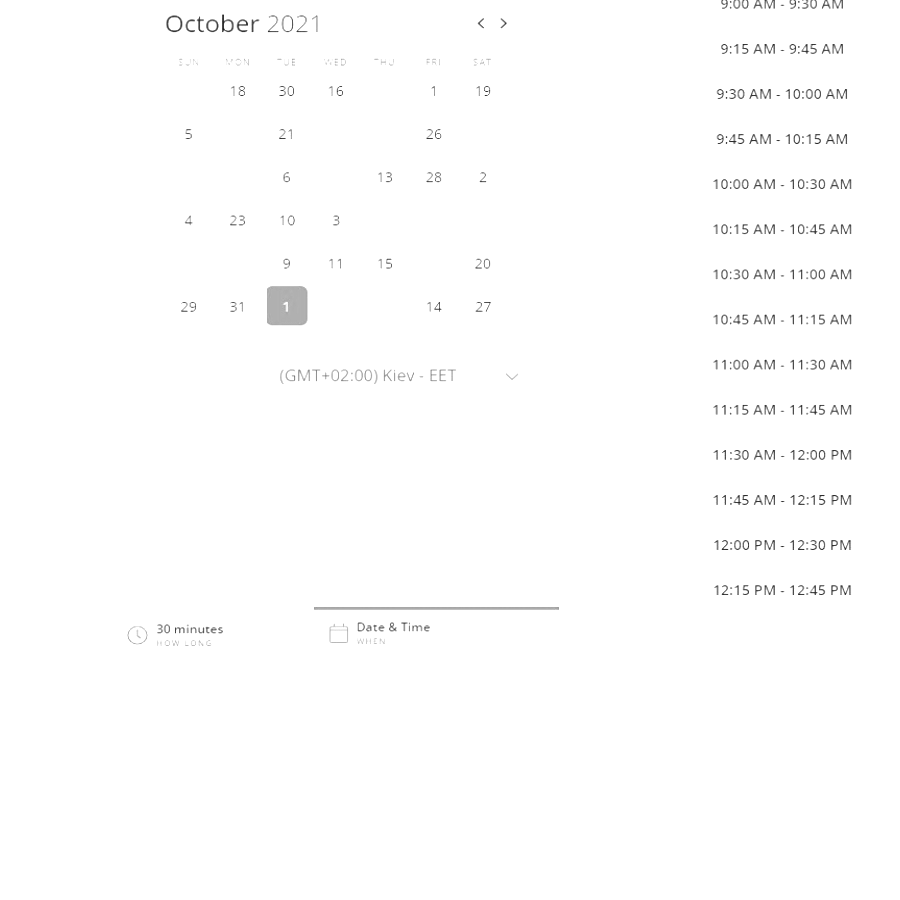 October 2021
SUN MON TUE WED THU FRI SAT
18 30 16 1 19
5 21 26
6 13 28 2
4 23 10 3
9 11 15 20
29 31 1 14 27
(GMT+02:00) Kiev - EET
30 minutes
HOW LONG
Date & Time
WHEN
9:00 AM - 9:30 AM
9:15 AM - 9:45 AM
9:30 AM - 10:00 AM
9:45 AM - 10:15 AM
10:00 AM - 10:30 AM
10:15 AM - 10:45 AM
10:30 AM - 11:00 AM
10:45 AM - 11:15 AM
11:00 AM - 11:30 AM
11:15 AM - 11:45 AM
11:30 AM - 12:00 PM
11:45 AM - 12:15 PM
12:00 PM - 12:30 PM
12:15 PM - 12:45 PM